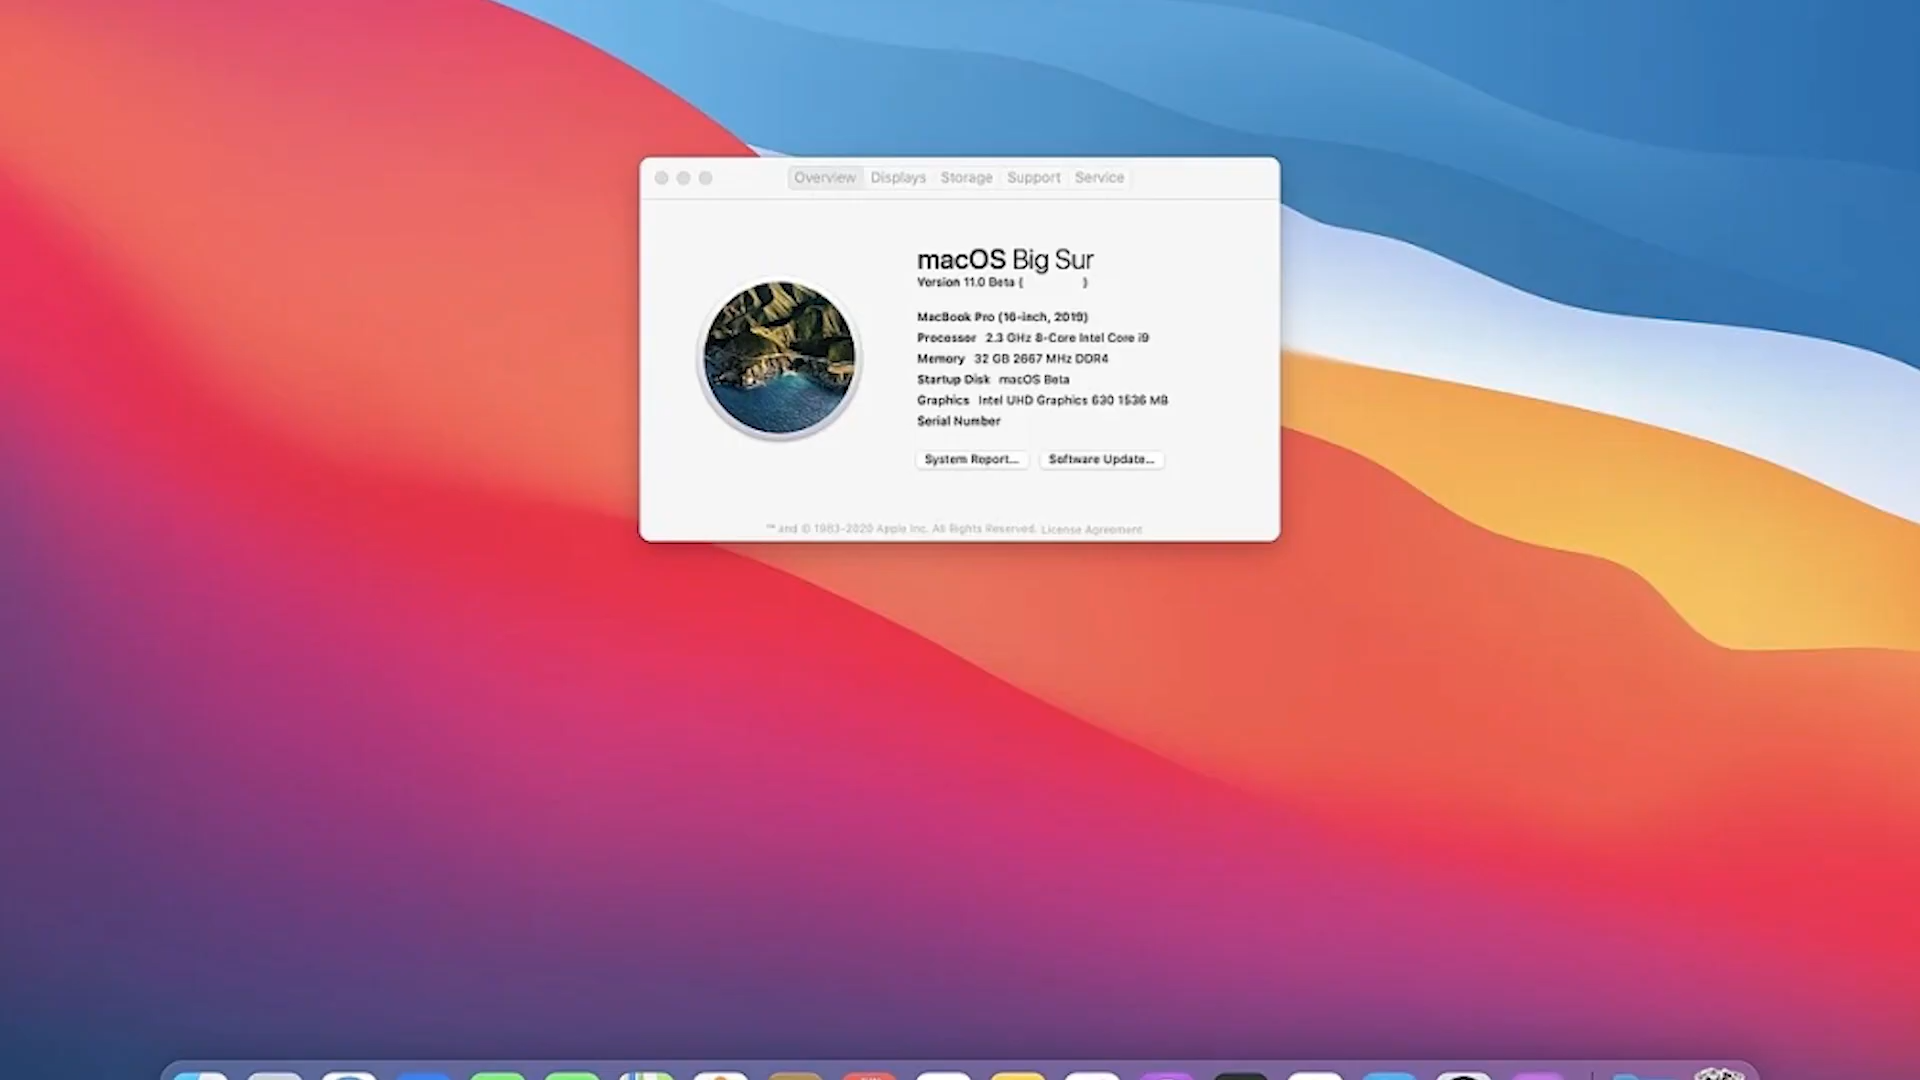 Overview Displays Storage Support Service
macOS Big Sur
Version 11.0 Beta ( )
MacBook Pro (16-inch, 2019)
Processor 2.3 GHz 8-Core Intel Core i9
Memory 32 GB 2667 MHz DDR4
Startup Disk macOS Beta
Graphics Intel UHD Graphics 630 1536 MB
Serial Number
System Report... Software Update...
™ and © 1983-2020 Apple Inc. All Rights Reserved. License Agreement